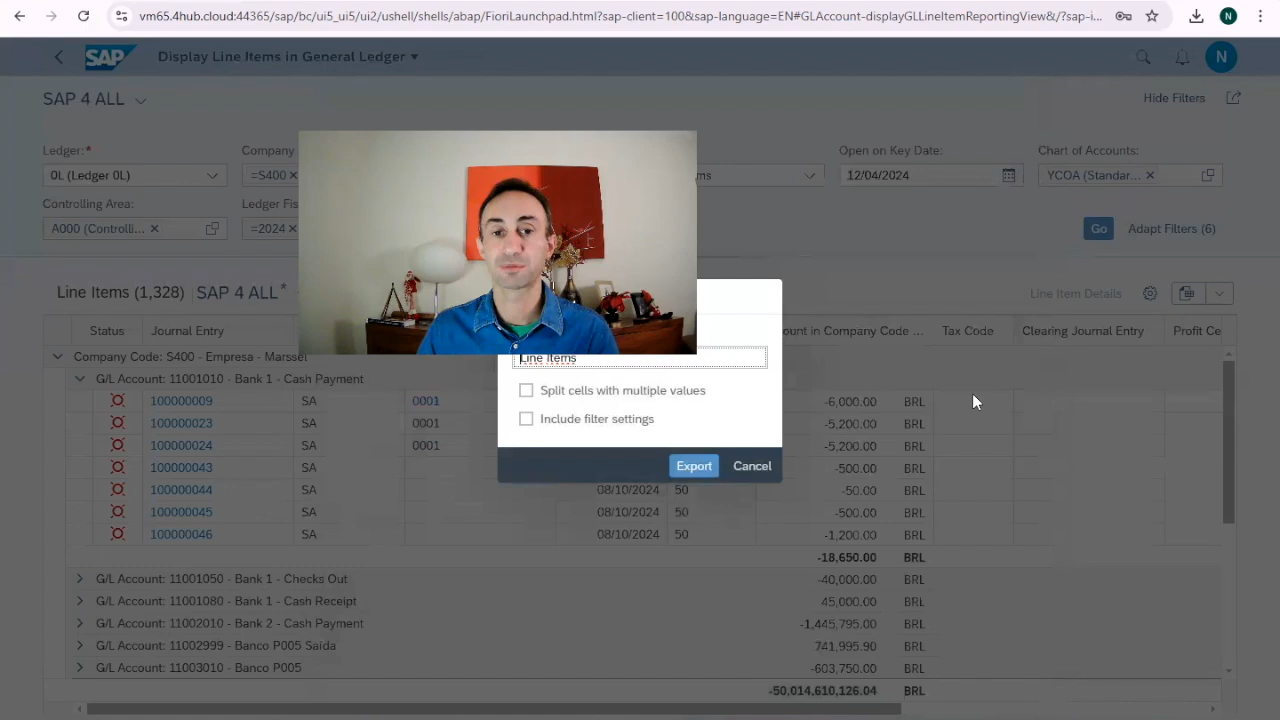 vm65.4hub.cloud:44365/sap/bc/ui5_ui5/ui2/ushell/shells/abap/FioriLaunchpad.html?sap-client=100&sap-language=EN#GLAccount-displayGLLineItemReportingView&/?sap-i...
N
SAP Display Line Items in General Ledger
N
SAP 4 ALL
Hide Filters
Ledger:* Company Open on Key Date: Chart of Accounts:
0L (Ledger 0L) =S400 ms 12/04/2024 YCOA (Standar...
Controlling Area: Ledger Fis
A000 (Controlli... =2024 Go Adapt Filters (6)
Line Items (1,328) SAP 4 ALL* Line Item Details
Status Journal Entry ount in Company Code ... Tax Code Clearing Journal Entry Profit Ce
Company Code: S400 - Empresa - Marssel
Line Items
G/L Account: 11001010 - Bank 1 - Cash Payment
Split cells with multiple values
100000009 SA 0001 -6,000.00 BRL
Include filter settings
100000023 SA 0001 -5,200.00 BRL
100000024 SA 0001 -5,200.00 BRL
Export Cancel
100000043 SA -500.00 BRL
100000044 SA 08/10/2024 50 -50.00 BRL
100000045 SA 08/10/2024 50 -500.00 BRL
100000046 SA 08/10/2024 50 -1,200.00 BRL
-18,650.00 BRL
G/L Account: 11001050 - Bank 1 - Checks Out -40,000.00 BRL
G/L Account: 11001080 - Bank 1 - Cash Receipt 45,000.00 BRL
G/L Account: 11002010 - Bank 2 - Cash Payment -1,445,795.00 BRL
G/L Account: 11002999 - Banco P005 Saída 741,995.90 BRL
G/L Account: 11003010 - Banco P005 -603,750.00 BRL
-50,014,610,126.04 BRL